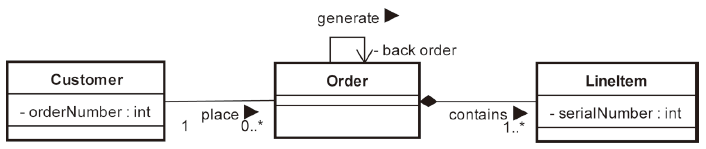 generate ▶
- back order
Customer
- orderNumber : int
1
place ▶
0..*
Order
contains ▶
1..*
LineItem
- serialNumber : int